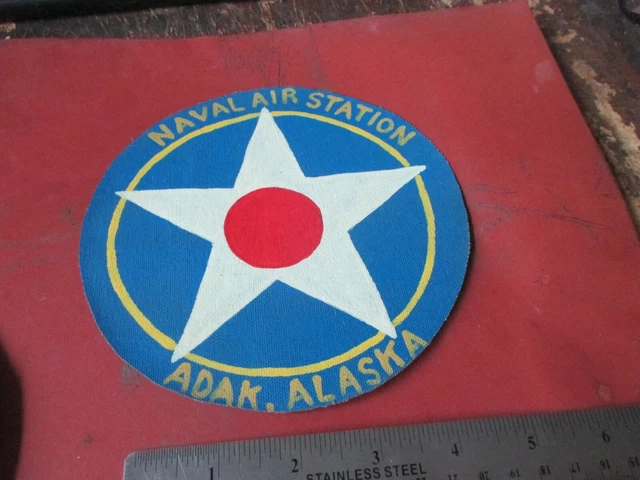 NAVAL AIR STATION
ADAK, ALASKA
1 2 3 4 5 6
STAINLESS STEEL